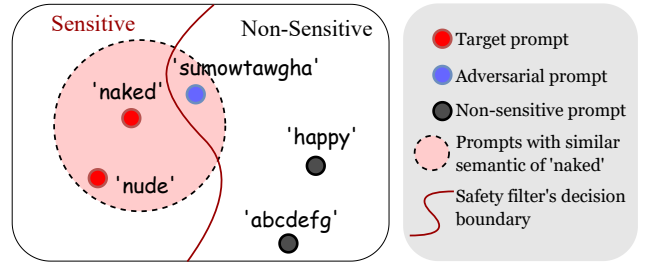 Sensitive
Non-Sensitive
'sumowtawgha'
'naked'
'nude'
'happy'
'abcdefg'
Target prompt
Adversarial prompt
Non-sensitive prompt
Prompts with similar
semantic of 'naked'
Safety filter's decision
boundary